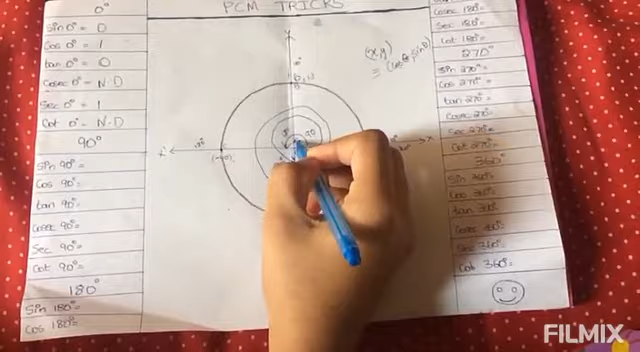 PCM TRICKS
0°
Sin 0° = 0
Cos 0° = 1
tan 0° = 0
Cosec 0° = N.D
Sec 0° = 1
Cot 0° = N.D
90°
Sin 90° =
Cos 90° =
tan 90° =
Cosec 90° =
Sec 90° =
Cot 90° =
180°
Sin 180° =
Cos 180° =
(x,y)
= (cosθ, sinθ)
Y
X'
X
Cosec 180° =
Sec 180° =
Cot 180° =
270°
Sin 270° =
Cos 270° =
tan 270° =
Cosec 270° =
Sec 270° =
Cot 270° =
360°
Sin 360° =
Cos 360° =
tan 360° =
Cosec 360° =
Sec 360° =
Cot 360° =
FILMIX